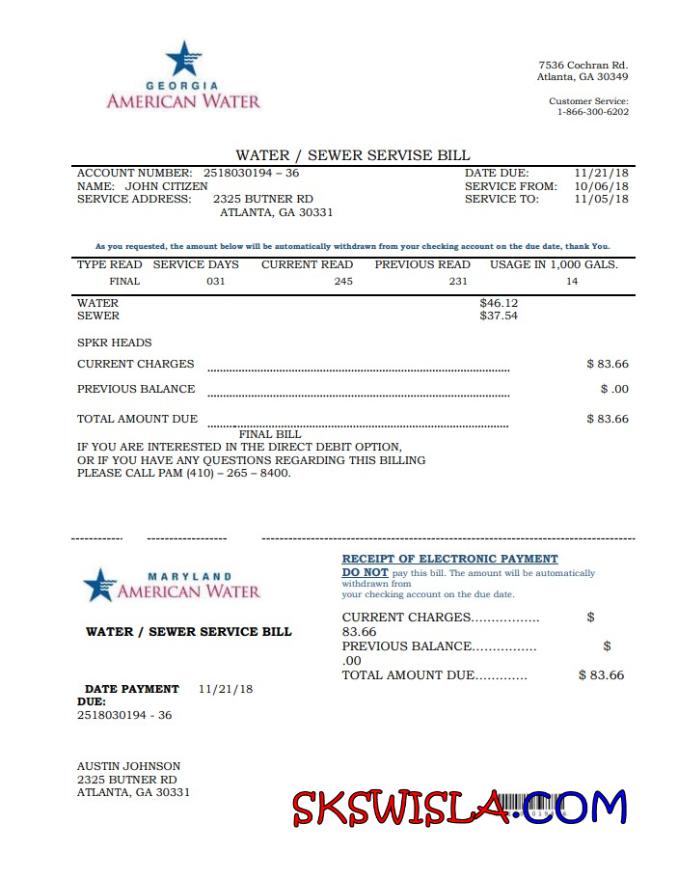 GEORGIA
AMERICAN WATER
7536 Cochran Rd.
Atlanta, GA 30349
Customer Service:
1-866-300-6202
WATER / SEWER SERVISE BILL
ACCOUNT NUMBER: 2518030194 – 36 DATE DUE: 11/21/18
NAME: JOHN CITIZEN SERVICE FROM: 10/06/18
SERVICE ADDRESS: 2325 BUTNER RD SERVICE TO: 11/05/18
ATLANTA, GA 30331
As you requested, the amount below will be automatically withdrawn from your checking account on the due date, thank You.
TYPE READ SERVICE DAYS CURRENT READ PREVIOUS READ USAGE IN 1,000 GALS.
FINAL 031 245 231 14
WATER $46.12
SEWER $37.54
SPKR HEADS
CURRENT CHARGES $ 83.66
PREVIOUS BALANCE $ .00
TOTAL AMOUNT DUE $ 83.66
FINAL BILL
IF YOU ARE INTERESTED IN THE DIRECT DEBIT OPTION,
OR IF YOU HAVE ANY QUESTIONS REGARDING THIS BILLING
PLEASE CALL PAM (410) – 265 – 8400.
MARYLAND
AMERICAN WATER
WATER / SEWER SERVICE BILL
DATE PAYMENT 11/21/18
DUE:
2518030194 - 36
AUSTIN JOHNSON
2325 BUTNER RD
ATLANTA, GA 30331
RECEIPT OF ELECTRONIC PAYMENT
DO NOT pay this bill. The amount will be automatically
withdrawn from
your checking account on the due date.
CURRENT CHARGES................. $
83.66
PREVIOUS BALANCE................ $
.00
TOTAL AMOUNT DUE............. $ 83.66
SKSWISLA.COM